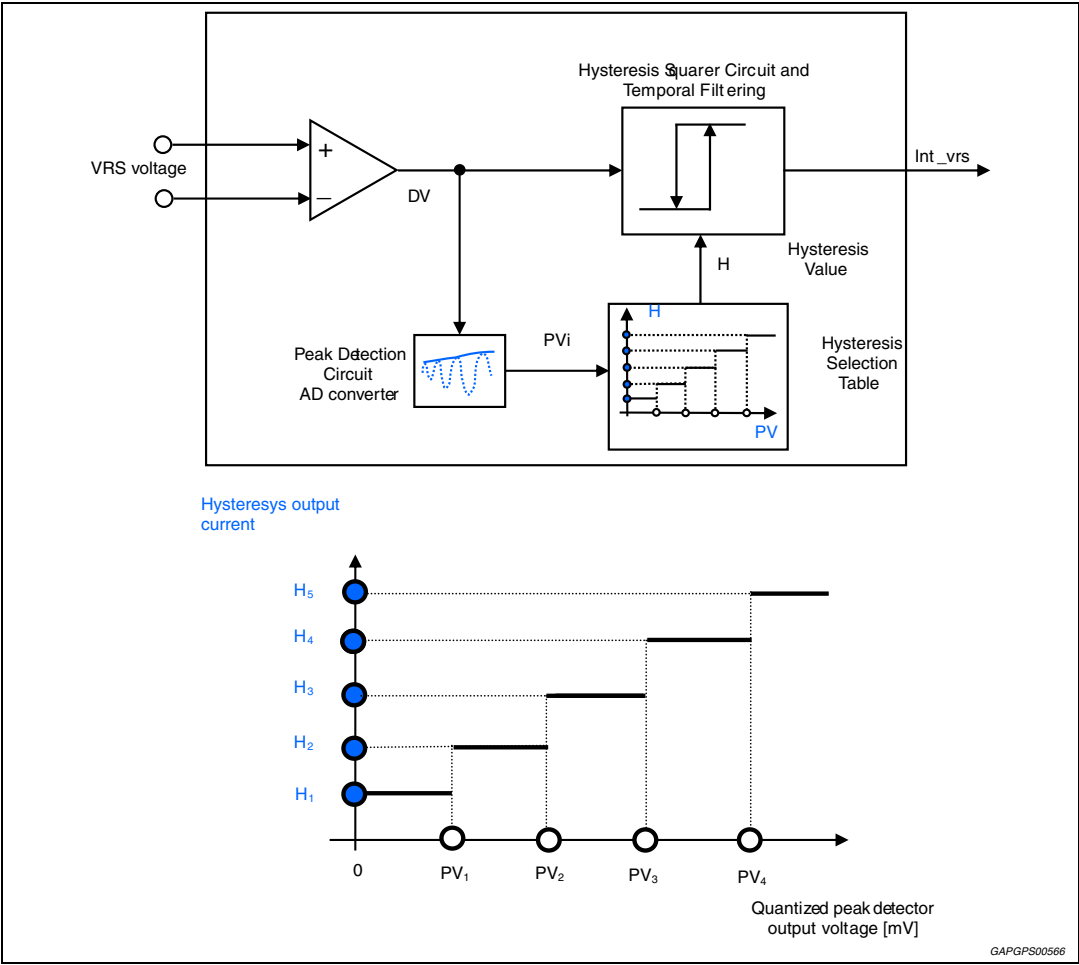 Hysteresis Squarer Circuit and
Temporal Filtering
VRS voltage
+
−
DV
Int_vrs
Hysteresis
Value
H
Peak Detection
Circuit
AD converter
PVi
H
PV
Hysteresis
Selection
Table
Hysteresys output
current
H5
H4
H3
H2
H1
0
PV1
PV2
PV3
PV4
Quantized peak detector
output voltage [mV]
GAPGPS00566